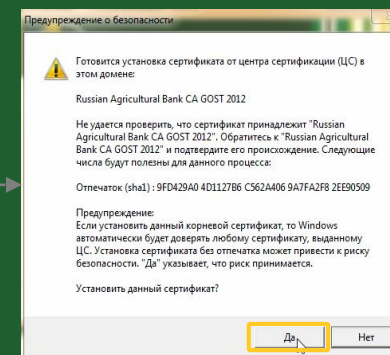 Предупреждение о безопасности
Готовится установка сертификата от центра сертификации (ЦС) в
этом домене:
Russian Agricultural Bank CA GOST 2012
Не удается проверить, что сертификат принадлежит "Russian
Agricultural Bank CA GOST 2012". Обратитесь к "Russian Agricultural
Bank CA GOST 2012" и подтвердите его происхождение. Следующие
числа будут полезны для данного процесса:
Отпечаток (sha1) : 9FD429A0 4D1127B6 C562A406 9A7FA2F8 2EE90509
Предупреждение:
Если установить данный корневой сертификат, то Windows
автоматически будет доверять любому сертификату, выданному
ЦС. Установка сертификата без отпечатка может привести к риску
безопасности. "Да" указывает, что риск принимается.
Установить данный сертификат?
Да Нет